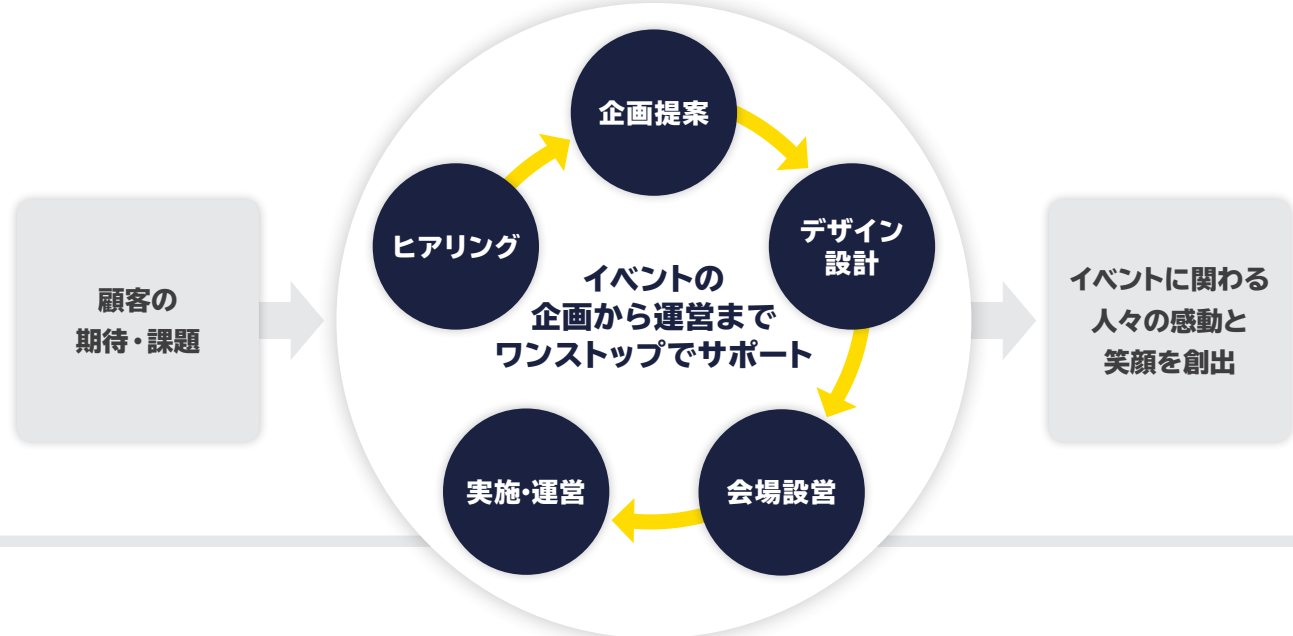 顧客の
期待・課題
ヒアリング
企画提案
デザイン
設計
会場設営
実施・運営
イベントの
企画から運営まで
ワンストップでサポート
イベントに関わる
人々の感動と
笑顔を創出